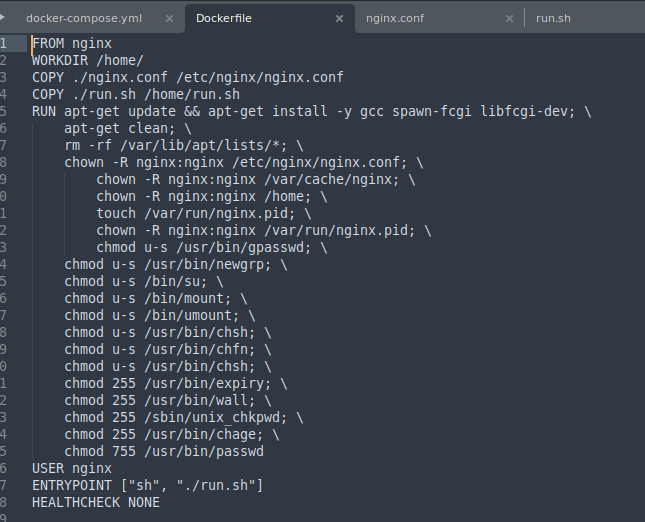 docker-compose.yml × Dockerfile × nginx.conf × run.sh
1 FROM nginx
2 WORKDIR /home/
3 COPY ./nginx.conf /etc/nginx/nginx.conf
4 COPY ./run.sh /home/run.sh
5 RUN apt-get update && apt-get install -y gcc spawn-fcgi libfcgi-dev; \
6 apt-get clean; \
7 rm -rf /var/lib/apt/lists/*; \
8 chown -R nginx:nginx /etc/nginx/nginx.conf; \
9 chown -R nginx:nginx /var/cache/nginx; \
0 chown -R nginx:nginx /home; \
1 touch /var/run/nginx.pid; \
2 chown -R nginx:nginx /var/run/nginx.pid; \
3 chmod u-s /usr/bin/gpasswd; \
4 chmod u-s /usr/bin/newgrp; \
5 chmod u-s /bin/su; \
6 chmod u-s /bin/mount; \
7 chmod u-s /bin/umount; \
8 chmod u-s /usr/bin/chsh; \
9 chmod u-s /usr/bin/chfn; \
0 chmod u-s /usr/bin/chsh; \
1 chmod 255 /usr/bin/expiry; \
2 chmod 255 /usr/bin/wall; \
3 chmod 255 /sbin/unix_chkpwd; \
4 chmod 255 /usr/bin/chage; \
5 chmod 755 /usr/bin/passwd
6 USER nginx
7 ENTRYPOINT ["sh", "./run.sh"]
8 HEALTHCHECK NONE
9